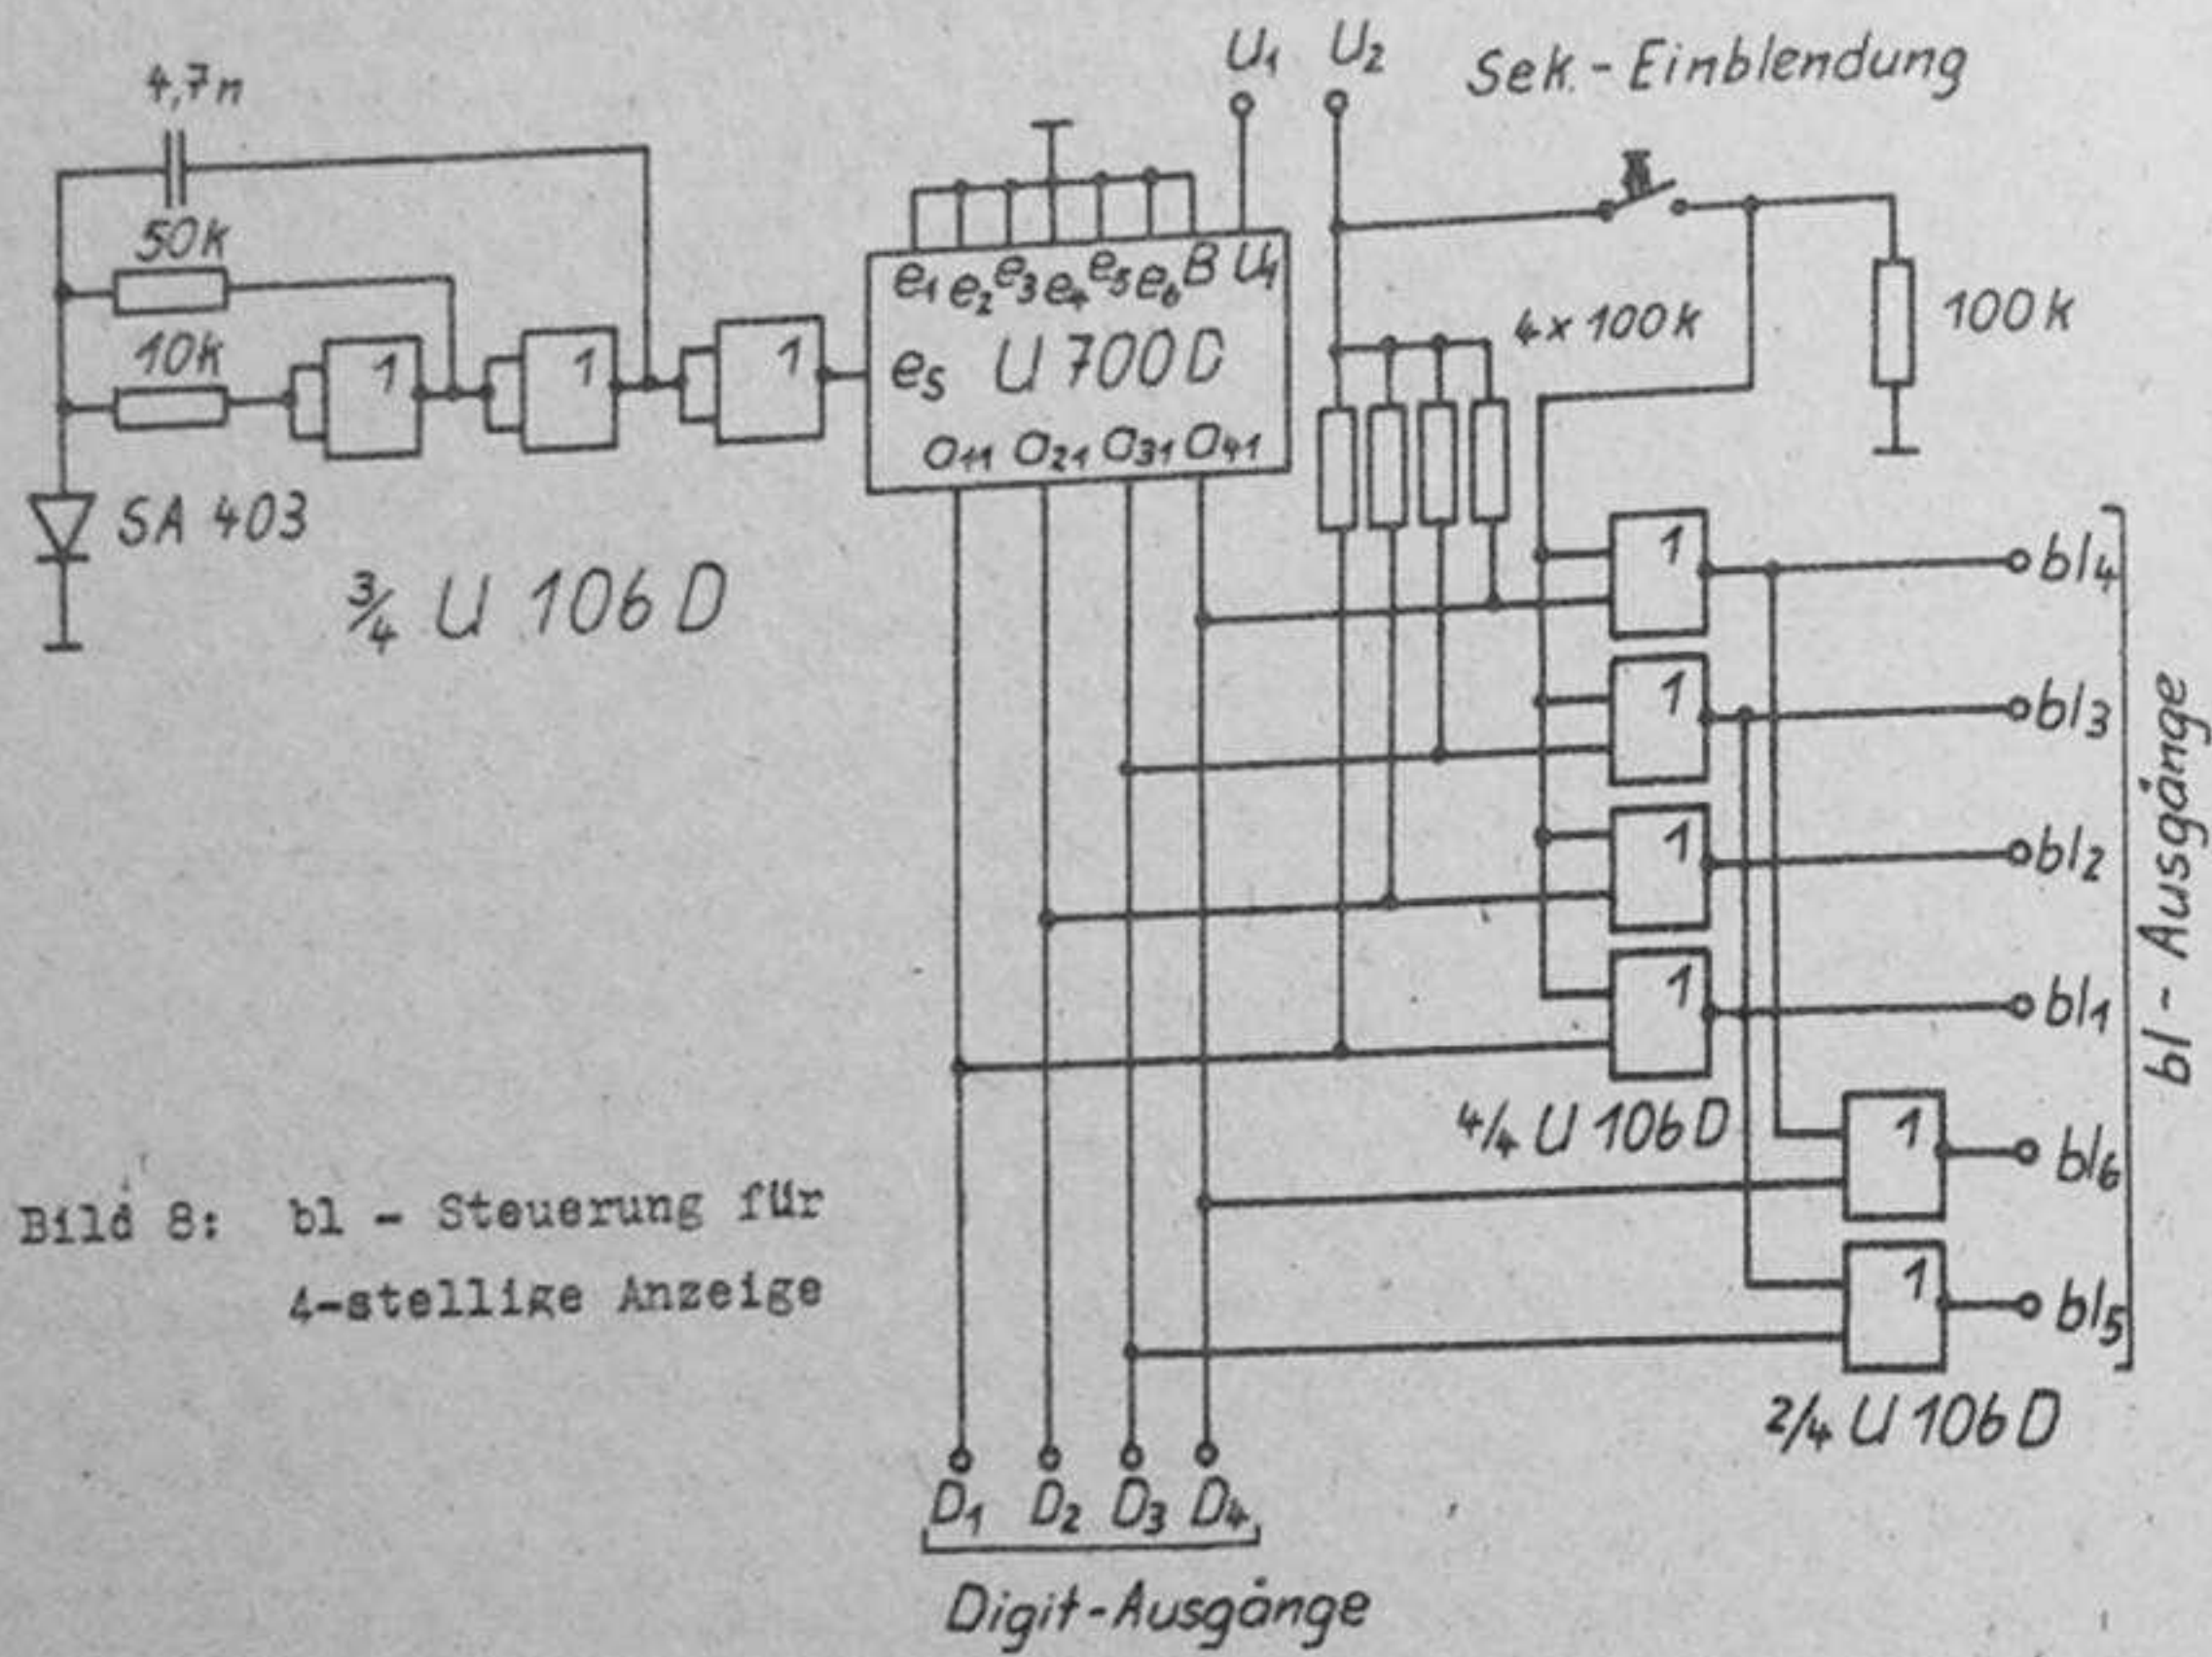 U₁ U₂ Sek.-Einblendung
4,7n
50k
10k
1 1 1
SA 403
¾ U 106 D
e₁ e₂ e₃ e₄ e₅ e₆ B U₁
eₛ U 700 D
O₁₁ O₂₁ O₃₁ O₄₁
4x100k
100k
1 bl₄
1 bl₃
1 bl₂
1 bl₁
4/4 U 106 D
1 bl₆
1 bl₅
2/4 U 106 D
bl - Ausgänge
D₁ D₂ D₃ D₄
Digit-Ausgänge
Bild 8: bl - Steuerung für
4-stellige Anzeige